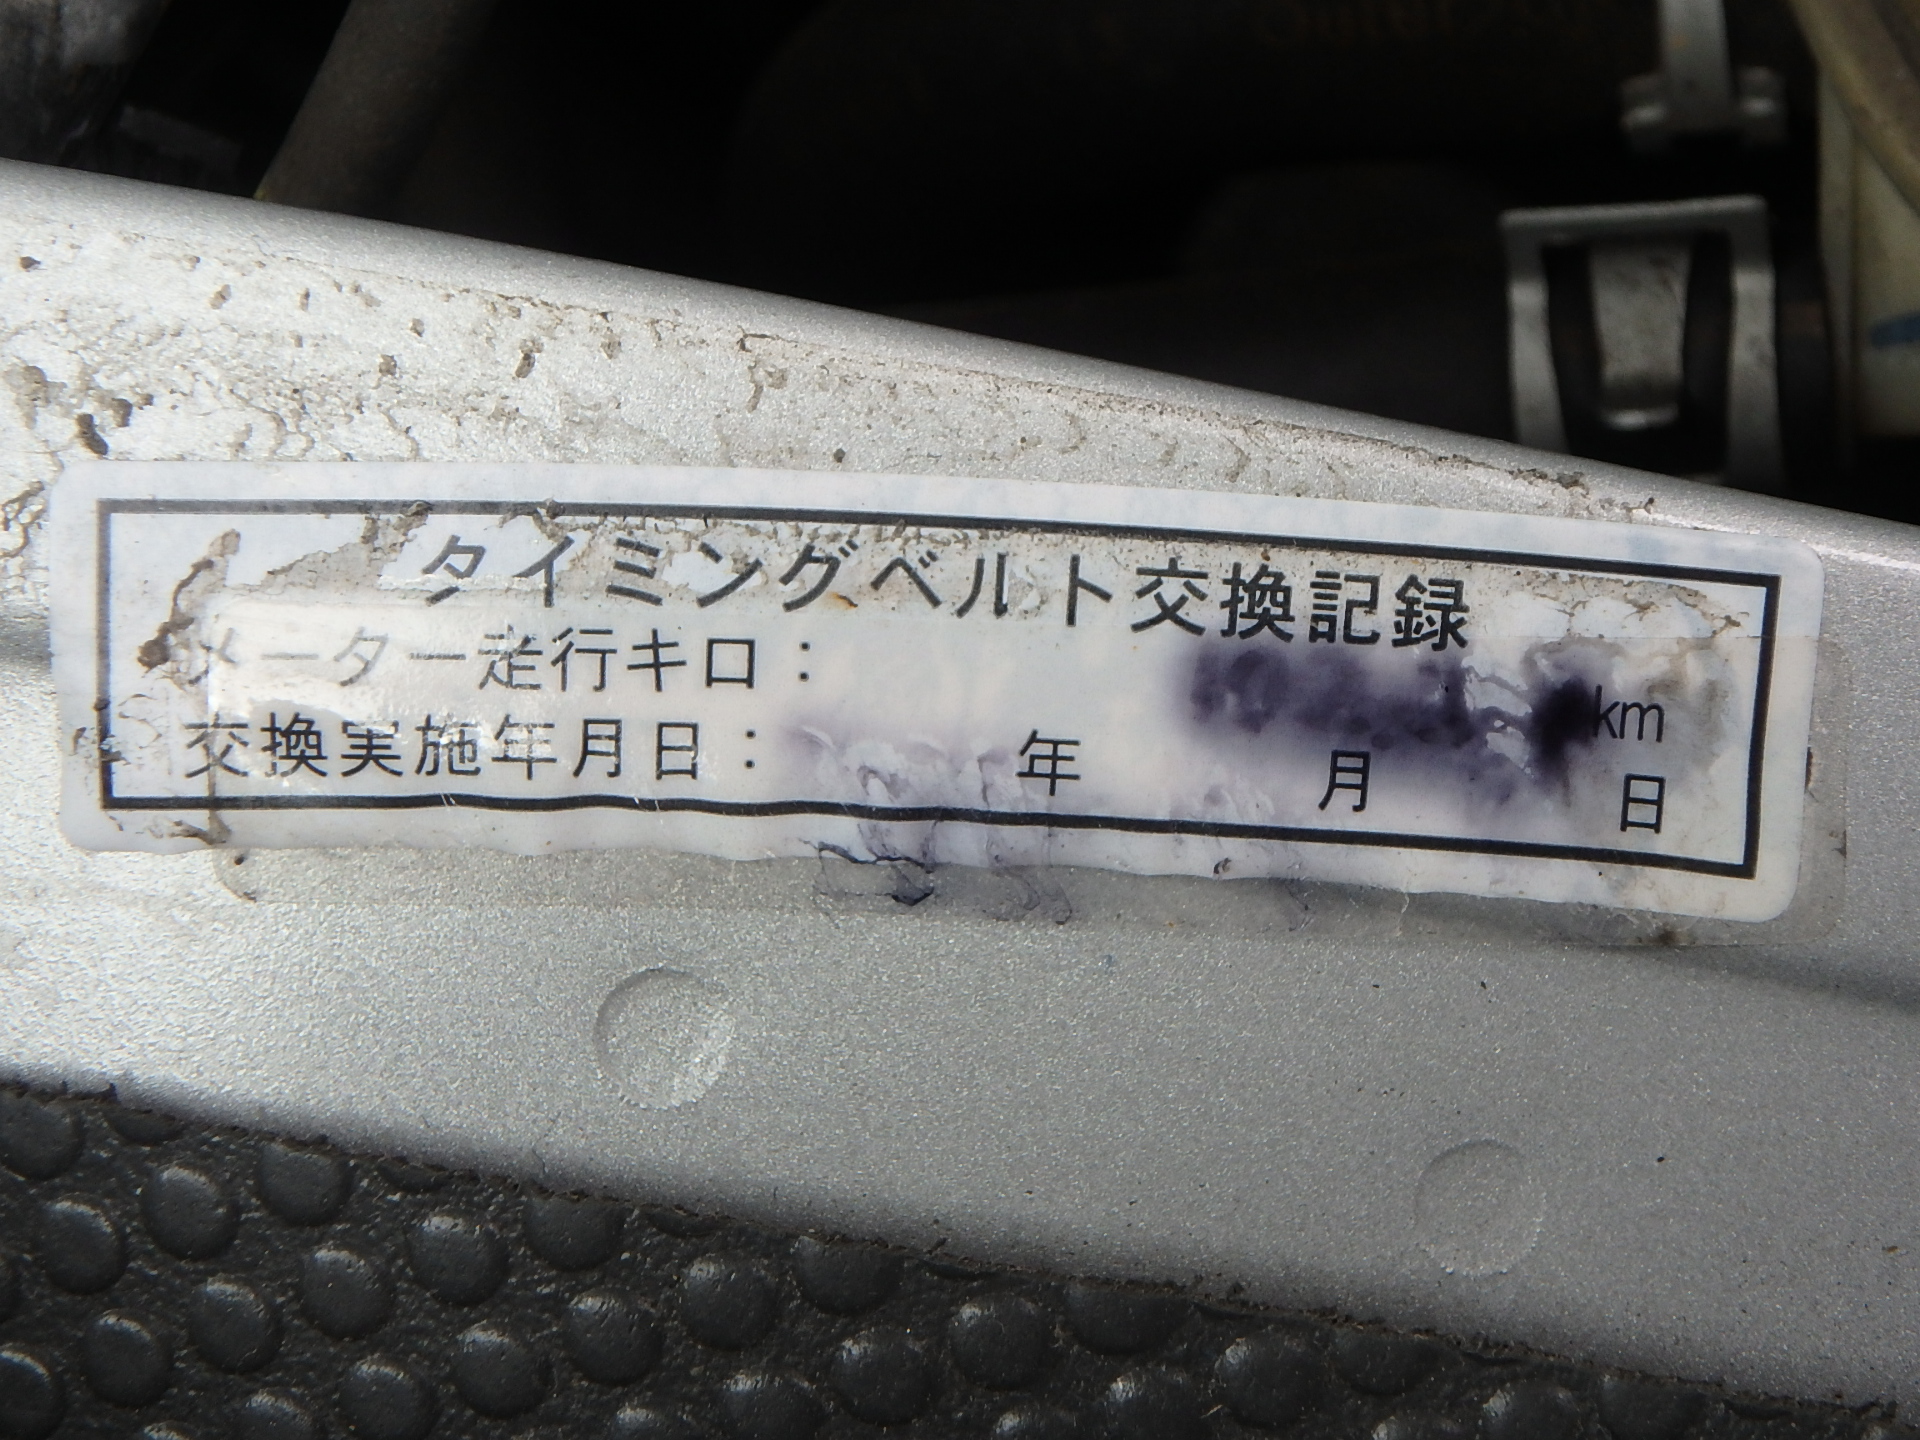 タイミングベルト交換記録
メーター走行キロ： km
交換実施年月日： 年 月 日